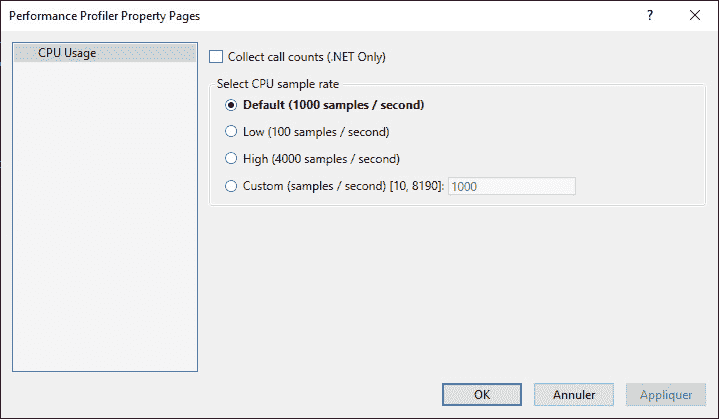 Performance Profiler Property Pages
?
CPU Usage
Collect call counts (.NET Only)
Select CPU sample rate
Default (1000 samples / second)
Low (100 samples / second)
High (4000 samples / second)
Custom (samples / second) [10, 8190]: 1000
OK Annuler Appliquer